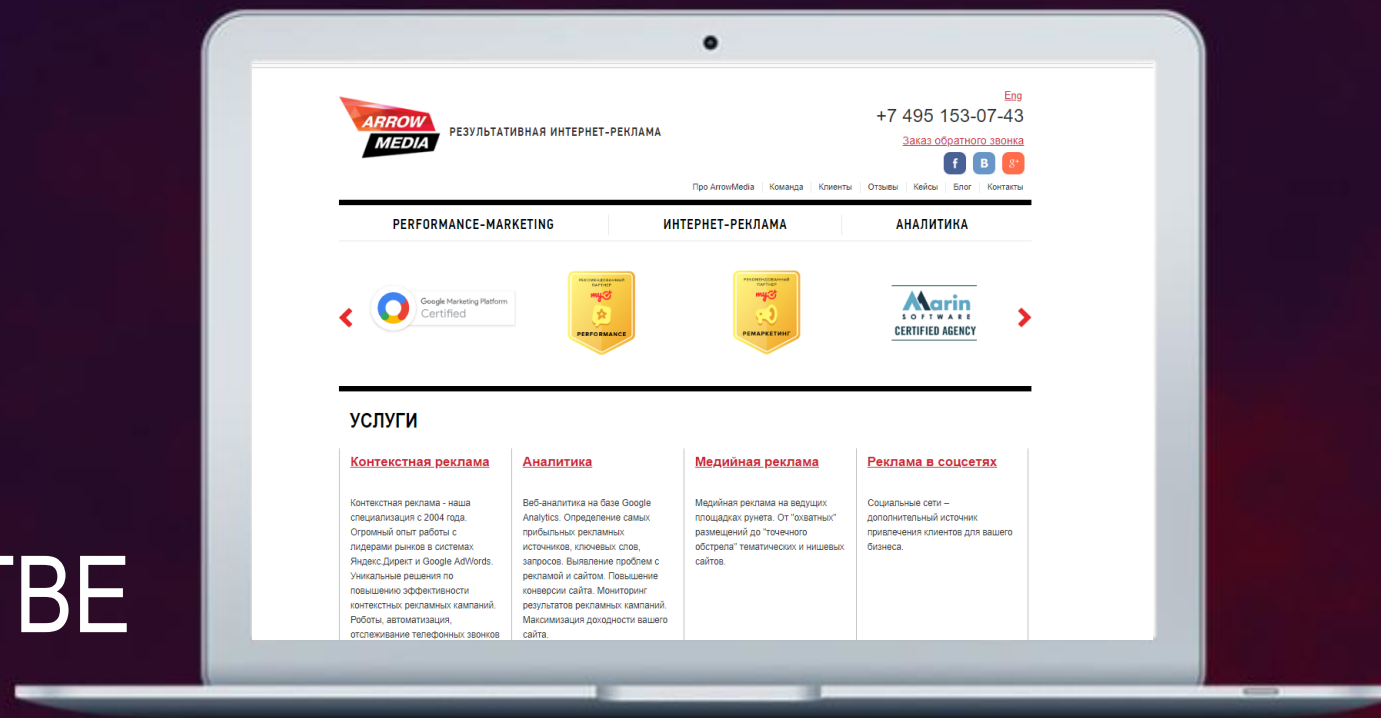 Eng
ARROW
MEDIA
РЕЗУЛЬТАТИВНАЯ ИНТЕРНЕТ-РЕКЛАМА
+7 495 153-07-43
Заказ обратного звонка
f B g+
Про ArrowMedia Команда Клиенты Отзывы Кейсы Блог Контакты
PERFORMANCE-MARKETING ИНТЕРНЕТ-РЕКЛАМА АНАЛИТИКА
Google Marketing Platform
Certified
РЕКОМЕНДОВАННЫЙ
ПАРТНЕР
my
PERFORMANCE
РЕКОМЕНДОВАННЫЙ
ПАРТНЕР
my
РЕМАРКЕТИНГ
Marin
SOFTWARE
CERTIFIED AGENCY
УСЛУГИ
Контекстная реклама
Контекстная реклама - наша
специализация с 2004 года.
Огромный опыт работы с
лидерами рынков в системах
Яндекс.Директ и Google AdWords.
Уникальные решения по
повышению эффективности
контекстных рекламных кампаний.
Роботы, автоматизация,
отслеживание телефонных звонков
Аналитика
Веб-аналитика на базе Google
Analytics. Определение самых
прибыльных рекламных
источников, ключевых слов,
запросов. Выявление проблем с
рекламой и сайтом. Повышение
конверсии сайта. Мониторинг
результатов рекламных кампаний.
Максимизация доходности вашего
сайта.
Медийная реклама
Медийная реклама на ведущих
площадках рунета. От "охватных"
размещений до "точечного
обстрела" тематических и нишевых
сайтов.
Реклама в соцсетях
Социальные сети –
дополнительный источник
привлечения клиентов для вашего
бизнеса.
ТВЕ